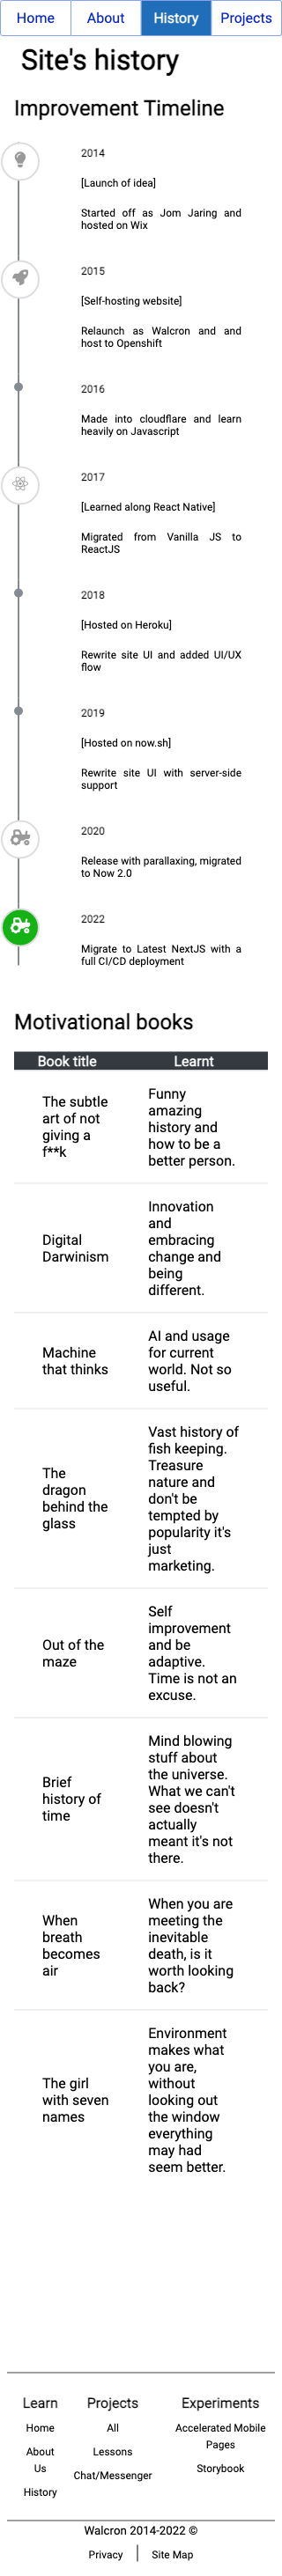 Home About History Projects
Site's history
Improvement Timeline
2014
[Launch of idea]
Started off as Jom Jaring and
hosted on Wix
2015
[Self-hosting website]
Relaunch as Walcron and and
host to Openshift
2016
Made into cloudflare and learn
heavily on Javascript
2017
[Learned along React Native]
Migrated from Vanilla JS to
ReactJS
2018
[Hosted on Heroku]
Rewrite site UI and added UI/UX
flow
2019
[Hosted on now.sh]
Rewrite site UI with server-side
support
2020
Release with parallaxing, migrated
to Now 2.0
2022
Migrate to Latest NextJS with a
full CI/CD deployment
Motivational books
Book title Learnt
The subtle
art of not
giving a
f**k
Funny
amazing
history and
how to be a
better person.
Digital
Darwinism
Innovation
and
embracing
change and
being
different.
Machine
that thinks
AI and usage
for current
world. Not so
useful.
The
dragon
behind the
glass
Vast history of
fish keeping.
Treasure
nature and
don't be
tempted by
popularity it's
just
marketing.
Out of the
maze
Self
improvement
and be
adaptive.
Time is not an
excuse.
Brief
history of
time
Mind blowing
stuff about
the universe.
What we can't
see doesn't
actually
meant it's not
there.
When
breath
becomes
air
When you are
meeting the
inevitable
death, is it
worth looking
back?
The girl
with seven
names
Environment
makes what
you are,
without
looking out
the window
everything
may had
seem better.
Learn
Home
About
Us
History
Projects
All
Lessons
Chat/Messenger
Experiments
Accelerated Mobile
Pages
Storybook
Walcron 2014-2022 ©
Privacy | Site Map